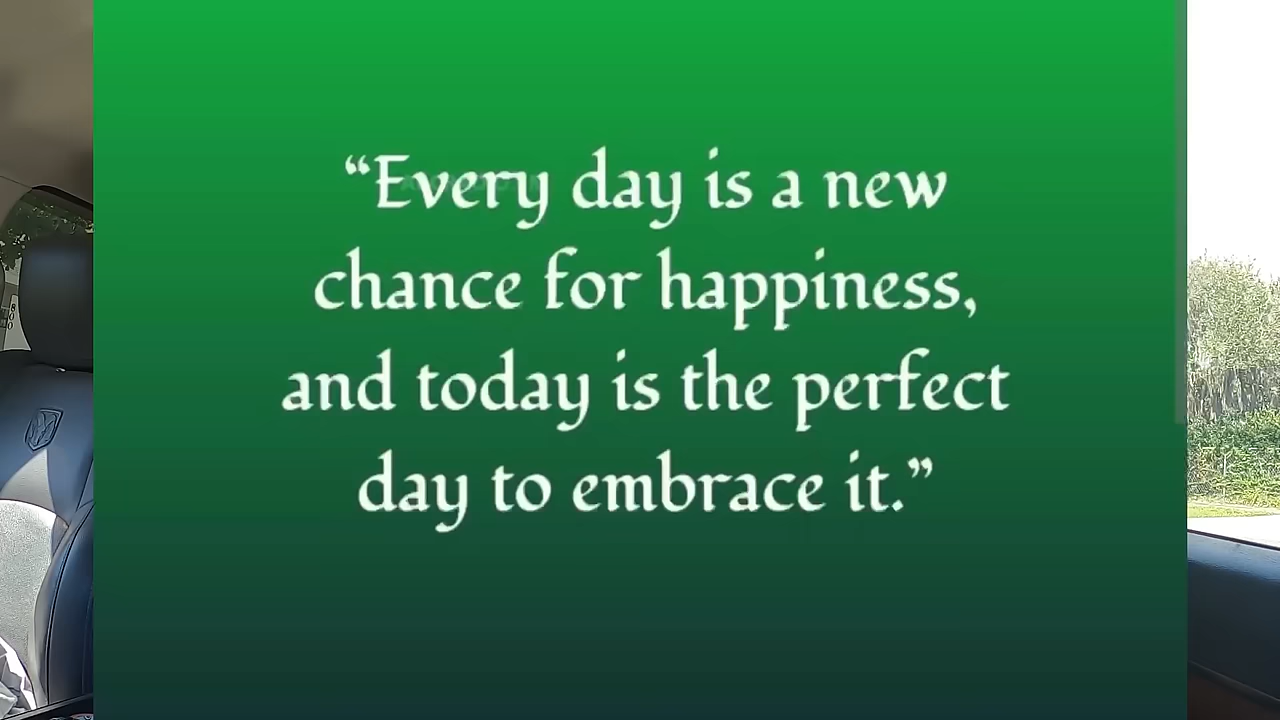 “Every day is a new
chance for happiness,
and today is the perfect
day to embrace it.”